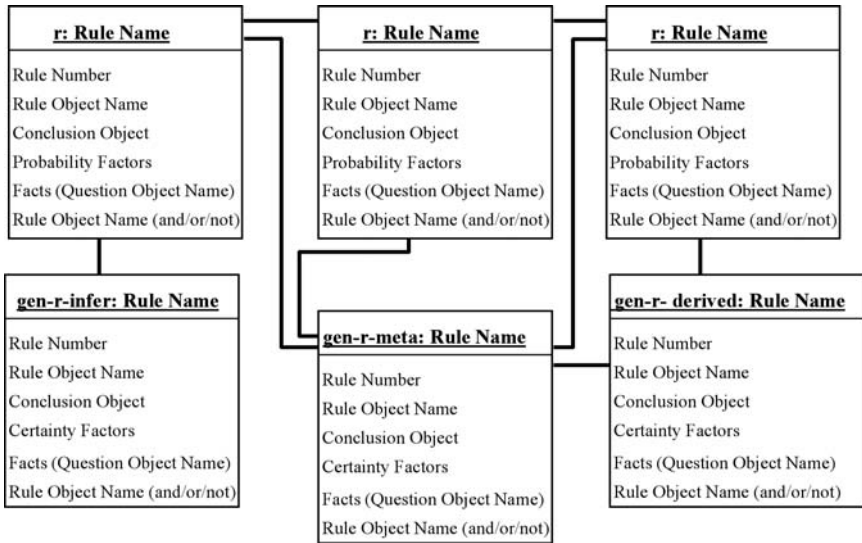 r: Rule Name
Rule Number
Rule Object Name
Conclusion Object
Probability Factors
Facts (Question Object Name)
Rule Object Name (and/or/not)
r: Rule Name
Rule Number
Rule Object Name
Conclusion Object
Probability Factors
Facts (Question Object Name)
Rule Object Name (and/or/not)
r: Rule Name
Rule Number
Rule Object Name
Conclusion Object
Probability Factors
Facts (Question Object Name)
Rule Object Name (and/or/not)
gen-r-infer: Rule Name
Rule Number
Rule Object Name
Conclusion Object
Certainty Factors
Facts (Question Object Name)
Rule Object Name (and/or/not)
gen-r-meta: Rule Name
Rule Number
Rule Object Name
Conclusion Object
Certainty Factors
Facts (Question Object Name)
Rule Object Name (and/or/not)
gen-r- derived: Rule Name
Rule Number
Rule Object Name
Conclusion Object
Certainty Factors
Facts (Question Object Name)
Rule Object Name (and/or/not)